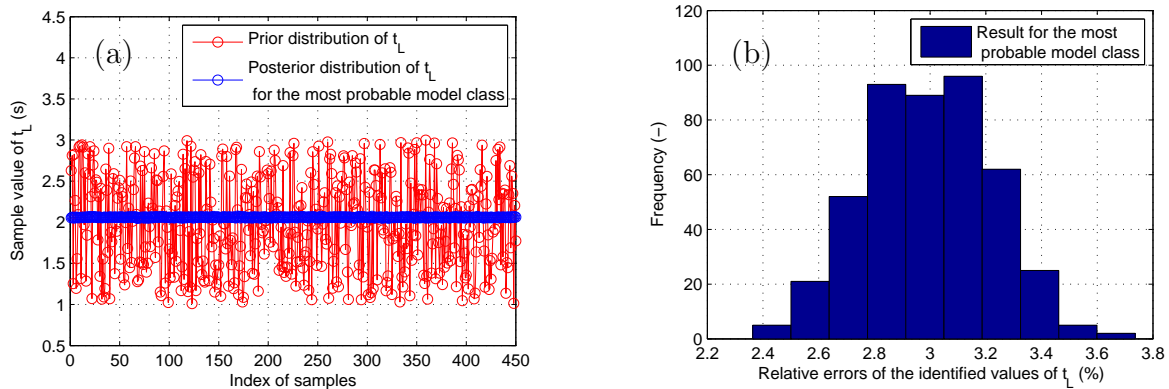 (a)
Prior distribution of t_L
Posterior distribution of t_L
for the most probable model class
4.5
4
3.5
3
2.5
2
1.5
1
0.5
Sample value of t_L (s)
0 50 100 150 200 250 300 350 400 450
Index of samples
(b)
Result for the most
probable model class
120
100
80
60
40
20
0
Frequency (−)
2.2 2.4 2.6 2.8 3 3.2 3.4 3.6 3.8
Relative errors of the identified values of t_L (%)